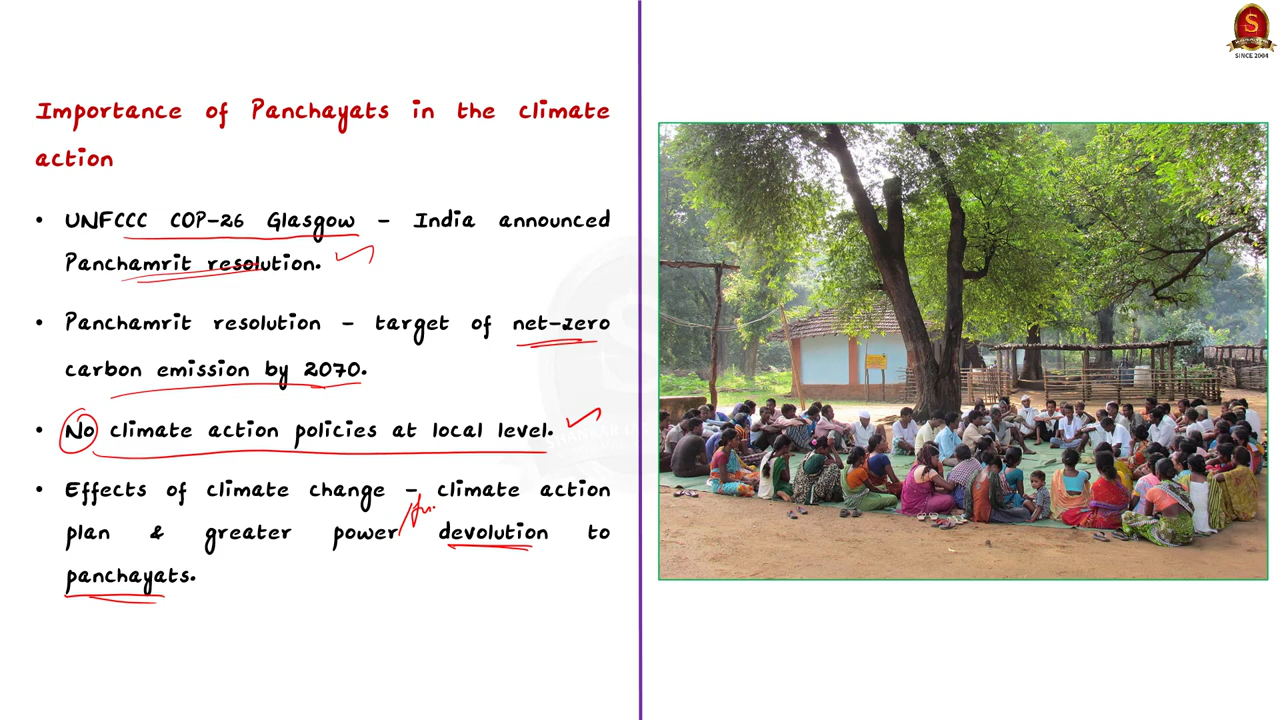 Importance of Panchayats in the climate
action
• UNFCCC COP-26 Glasgow – India announced
Panchamrit resolution.
• Panchamrit resolution – target of net-zero
carbon emission by 2070.
• No climate action policies at local level.
• Effects of climate change – climate action
plan & greater power devolution to
panchayats.
S
SINCE 2004